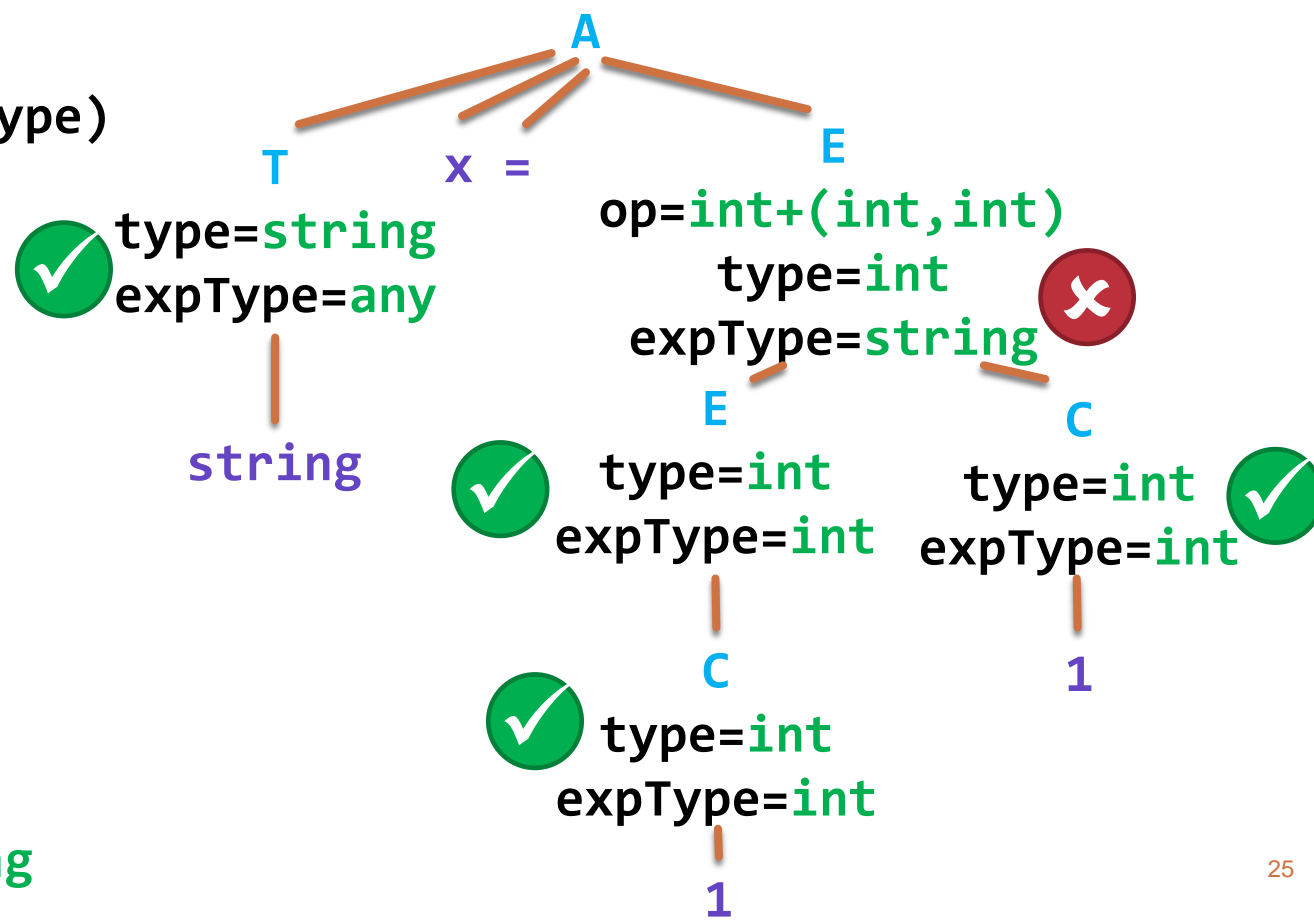 A
ype)
T
x =
E
type=string
expType=any
op=int+(int,int)
type=int
expType=string
string
E
type=int
expType=int
C
type=int
expType=int
C
type=int
expType=int
1
1
g
25